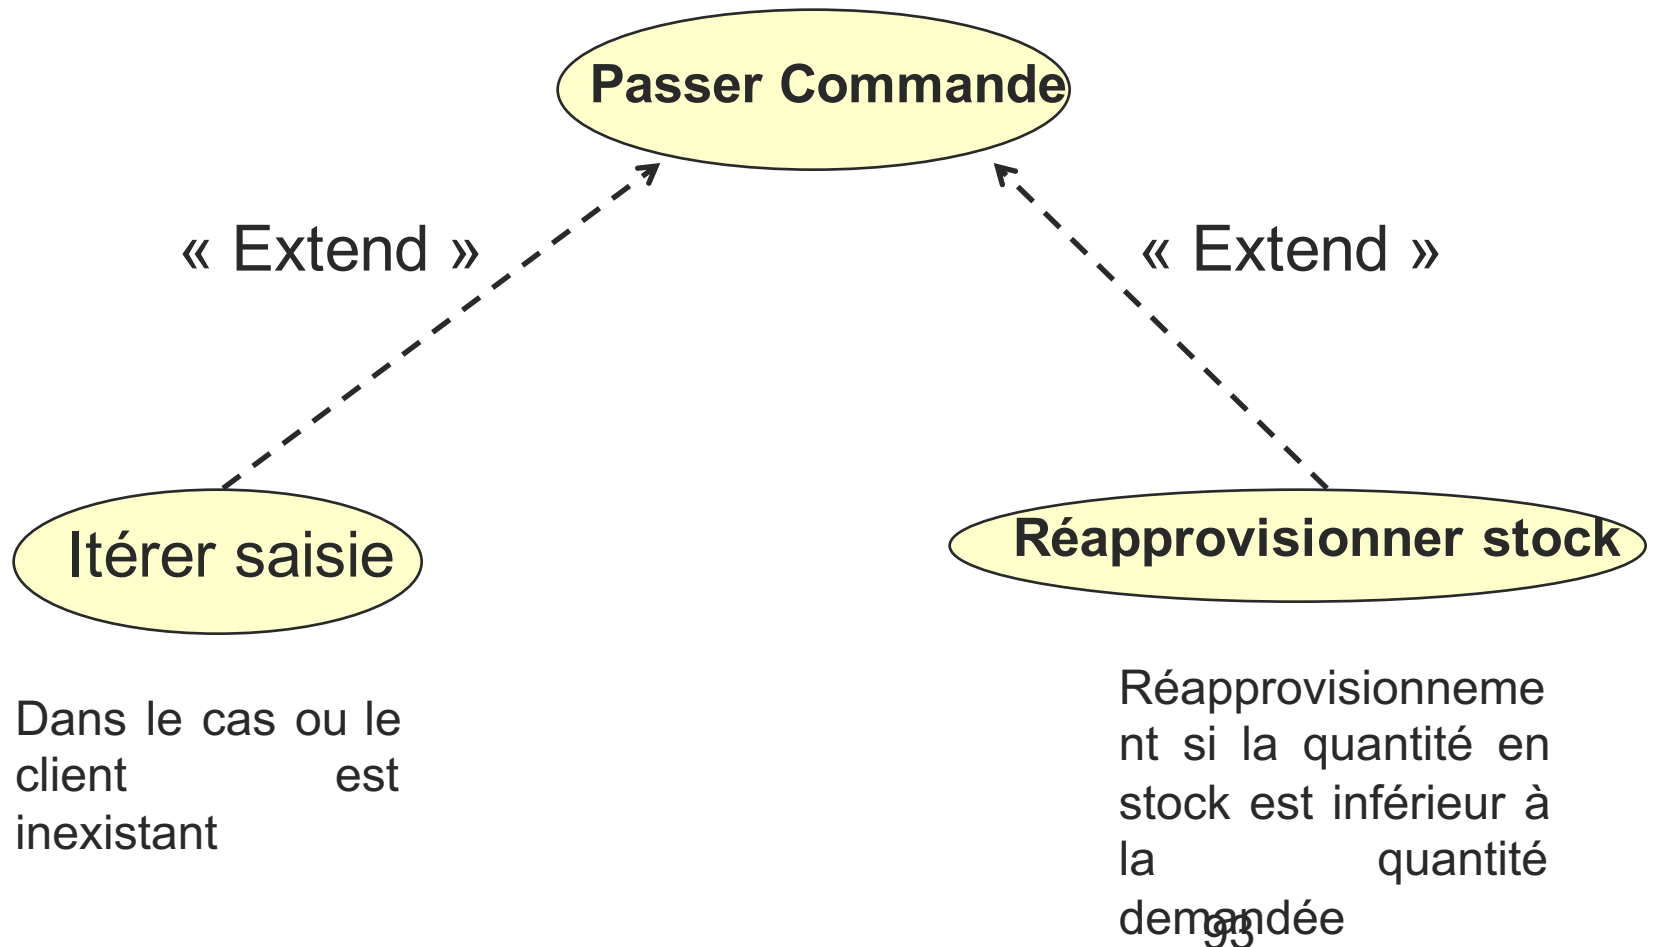 Passer Commande
« Extend »
« Extend »
Itérer saisie
Réapprovisionner stock
Dans le cas ou le
client est
inexistant
Réapprovisionneme
nt si la quantité en
stock est inférieur à
la quantité
demandée
93